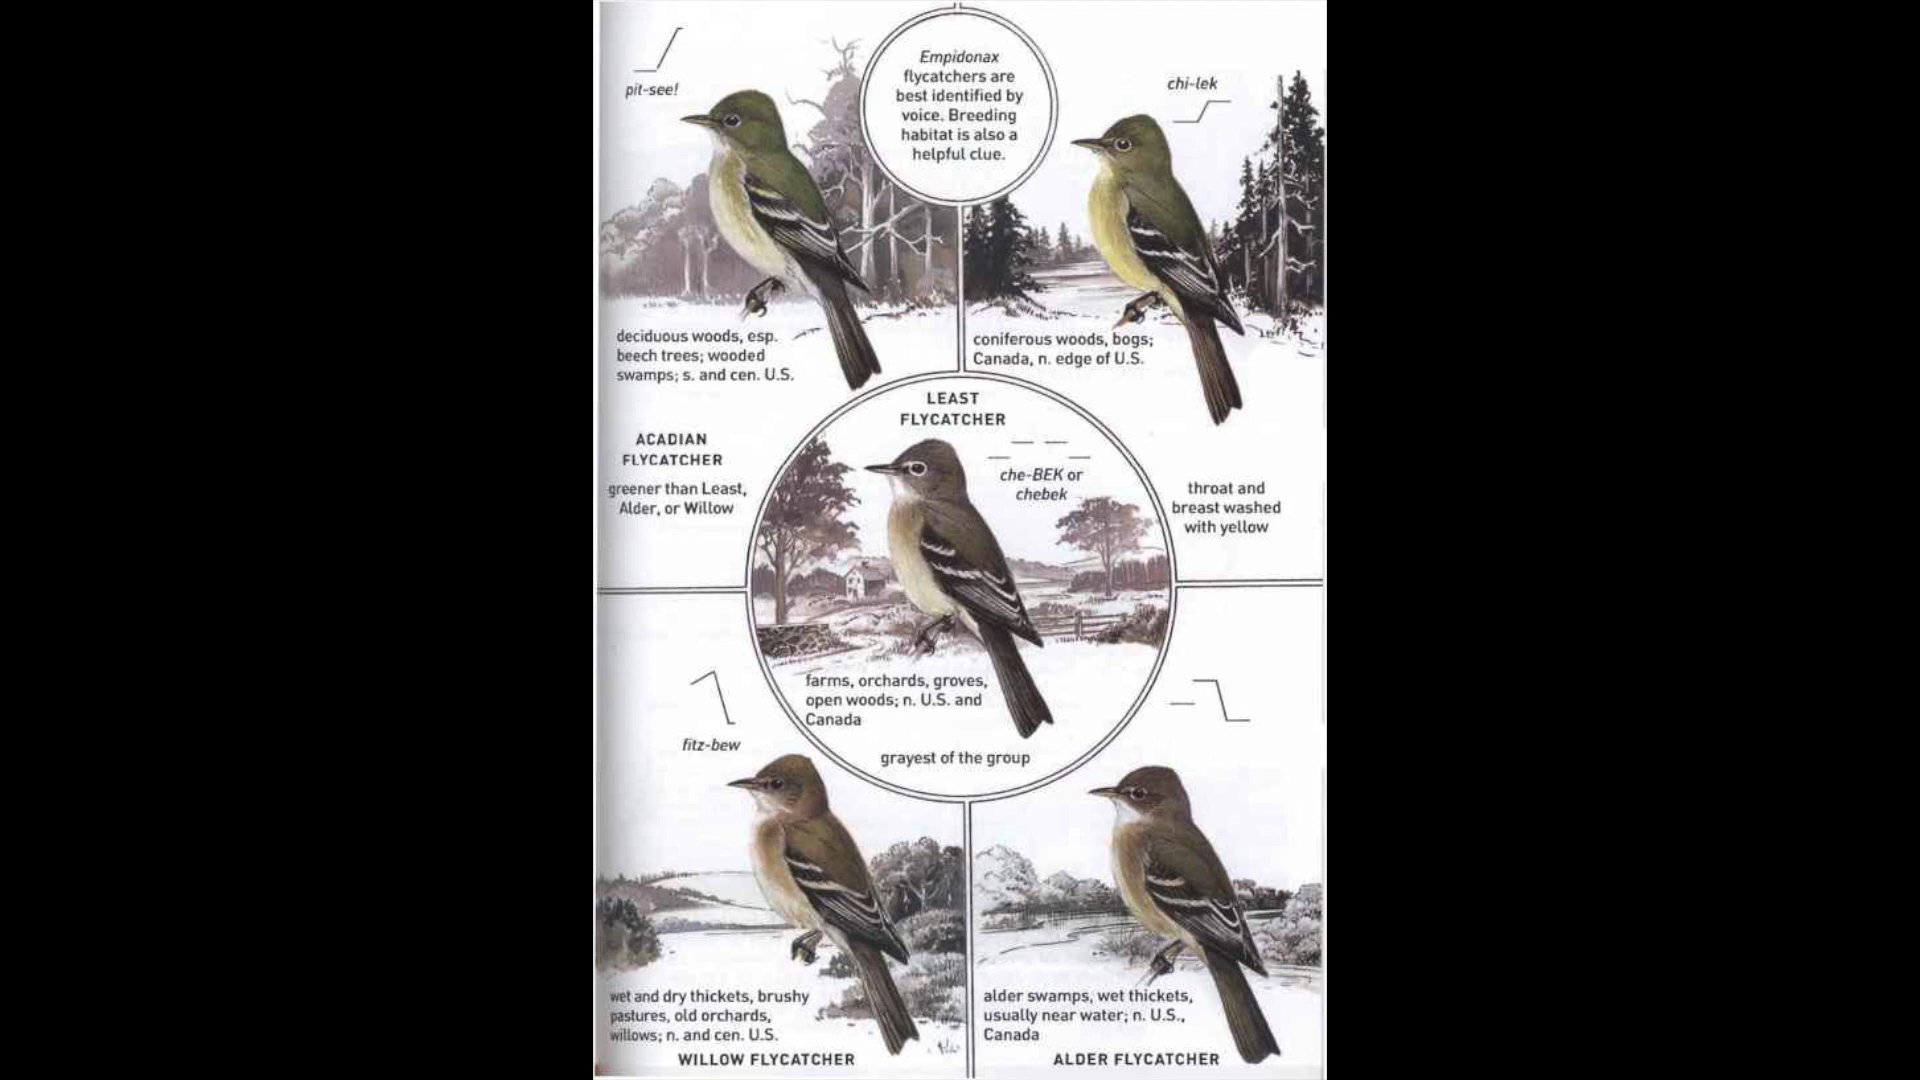 pit-see!
Empidonax
flycatchers are
best identified by
voice. Breeding
habitat is also a
helpful clue.
chi-lek
deciduous woods, esp.
beech trees; wooded
swamps; s. and cen. U.S.
coniferous woods, bogs;
Canada, n. edge of U.S.
ACADIAN
FLYCATCHER
greener than Least,
Alder, or Willow
LEAST
FLYCATCHER
che-BEK or
chebek
throat and
breast washed
with yellow
farms, orchards, groves,
open woods; n. U.S. and
Canada
grayest of the group
fitz-bew
wet and dry thickets, brushy
pastures, old orchards,
willows; n. and cen. U.S.
WILLOW FLYCATCHER
alder swamps, wet thickets,
usually near water; n. U.S.,
Canada
ALDER FLYCATCHER